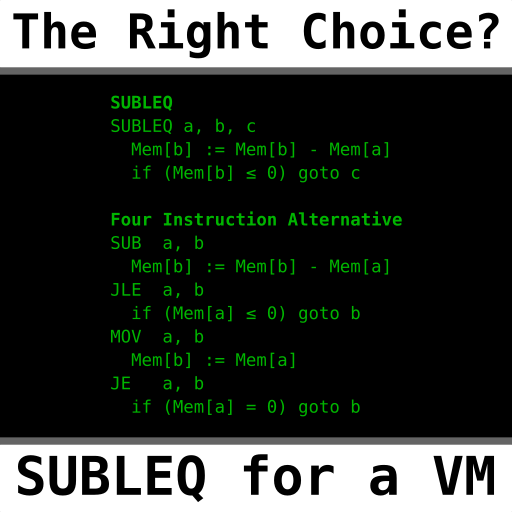 The Right Choice?
SUBLEQ
SUBLEQ a, b, c
Mem[b] := Mem[b] - Mem[a]
if (Mem[b] ≤ 0) goto c
Four Instruction Alternative
SUB  a, b
Mem[b] := Mem[b] - Mem[a]
JLE  a, b
if (Mem[a] ≤ 0) goto b
MOV  a, b
Mem[b] := Mem[a]
JE   a, b
if (Mem[a] = 0) goto b
SUBLEQ for a VM